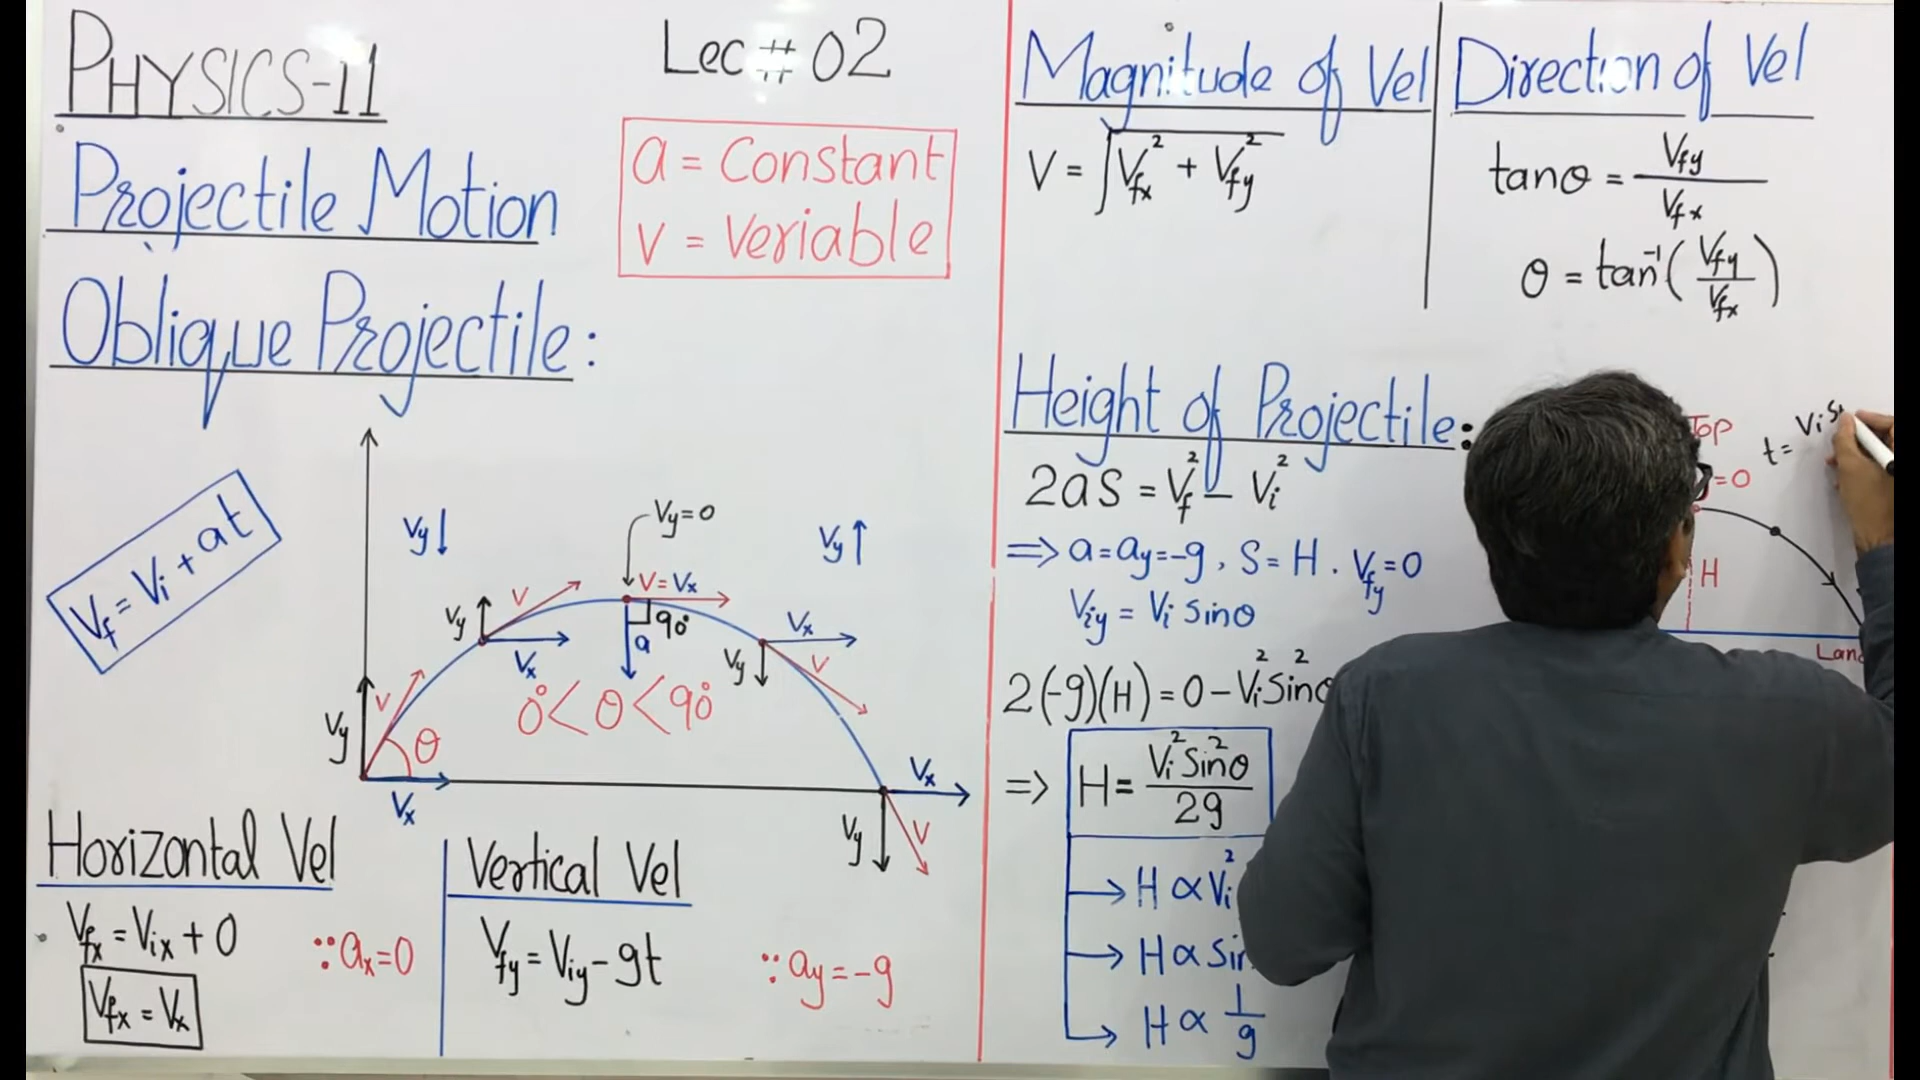 PHYSICS-11
Lec # 02
Projectile Motion
a = Constant
v = Veriable
Oblique Projectile:
Vf = Vi + at
Vy↓
Vy=0
Vy↑
V
V=Vx
Vy
90°
Vx
Vx
a
Vy
V
V
0° < θ < 90°
Vy
θ
Vx
Vx
Vy
V
Horizontal Vel
Vfx = Vix + 0
∵ ax=0
Vfx = Vx
Vertical Vel
Vfy = Viy - gt
∵ ay = -g
Magnitude of Vel
V = √Vfx² + Vfy²
Direction of Vel
tanθ = Vfy / Vfx
θ = tan⁻¹(Vfy / Vfx)
Height of Projectile:
2aS = Vf² - Vi²
⇒ a = ay = -g, S = H. Vfy = 0
Viy = Vi Sinθ
2(-g)(H) = 0 - Vi² Sin²θ
⇒ H = Vi² Sin²θ / 2g
→ H ∝ Vi²
→ H ∝ Sin
→ H ∝ 1/g
Top
t = Vi
=0
H
Lan